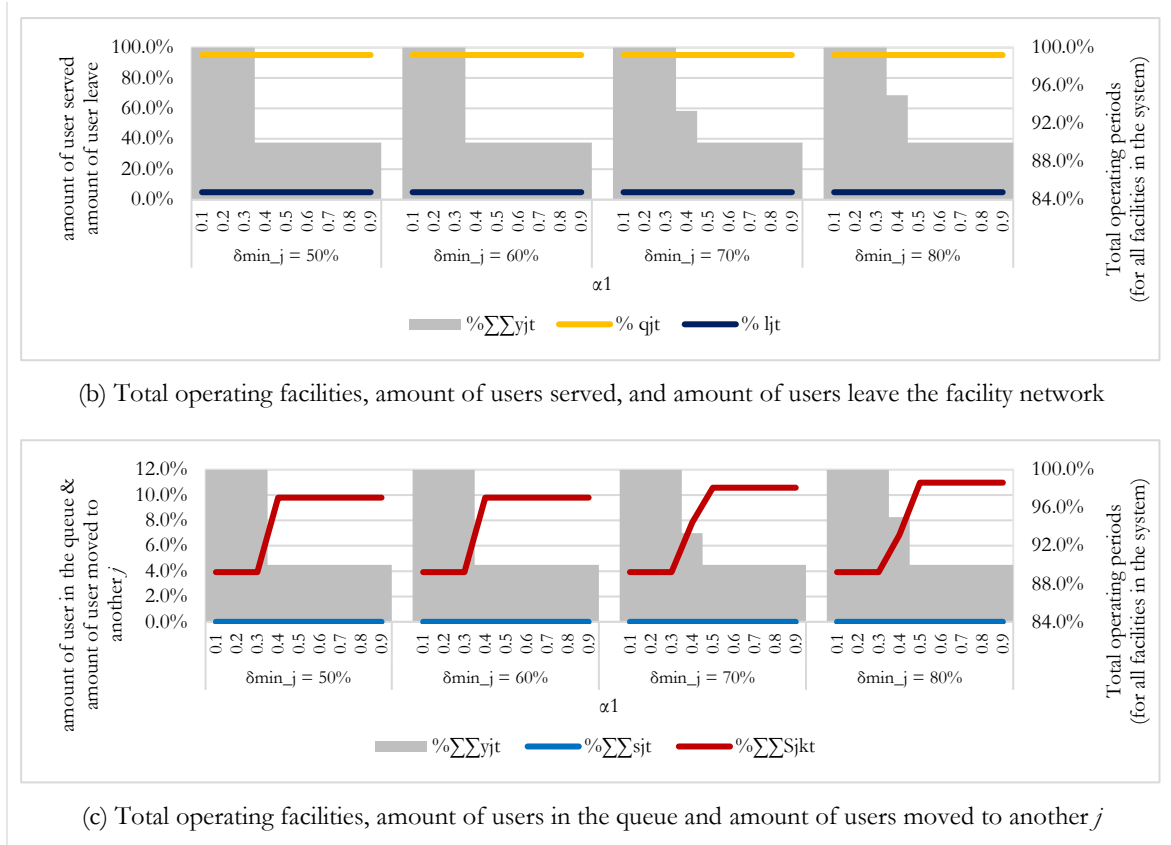 amount of user served
amount of user leave
100.0%
80.0%
60.0%
40.0%
20.0%
0.0%
0.1 0.2 0.3 0.4 0.5 0.6 0.7 0.8 0.9
0.1 0.2 0.3 0.4 0.5 0.6 0.7 0.8 0.9
0.1 0.2 0.3 0.4 0.5 0.6 0.7 0.8 0.9
0.1 0.2 0.3 0.4 0.5 0.6 0.7 0.8 0.9
δmin_j = 50% δmin_j = 60% δmin_j = 70% δmin_j = 80%
α1
100.0%
96.0%
92.0%
88.0%
84.0%
Total operating periods
(for all facilities in the system)
%∑∑yjt % qjt % ljt
(b) Total operating facilities, amount of users served, and amount of users leave the facility network
amount of user in the queue &
amount of user moved to
another j
12.0%
10.0%
8.0%
6.0%
4.0%
2.0%
0.0%
0.1 0.2 0.3 0.4 0.5 0.6 0.7 0.8 0.9
0.1 0.2 0.3 0.4 0.5 0.6 0.7 0.8 0.9
0.1 0.2 0.3 0.4 0.5 0.6 0.7 0.8 0.9
0.1 0.2 0.3 0.4 0.5 0.6 0.7 0.8 0.9
δmin_j = 50% δmin_j = 60% δmin_j = 70% δmin_j = 80%
α1
100.0%
96.0%
92.0%
88.0%
84.0%
Total operating periods
(for all facilities in the system)
%∑∑yjt %∑∑sjt %∑∑Sjkt
(c) Total operating facilities, amount of users in the queue and amount of users moved to another j